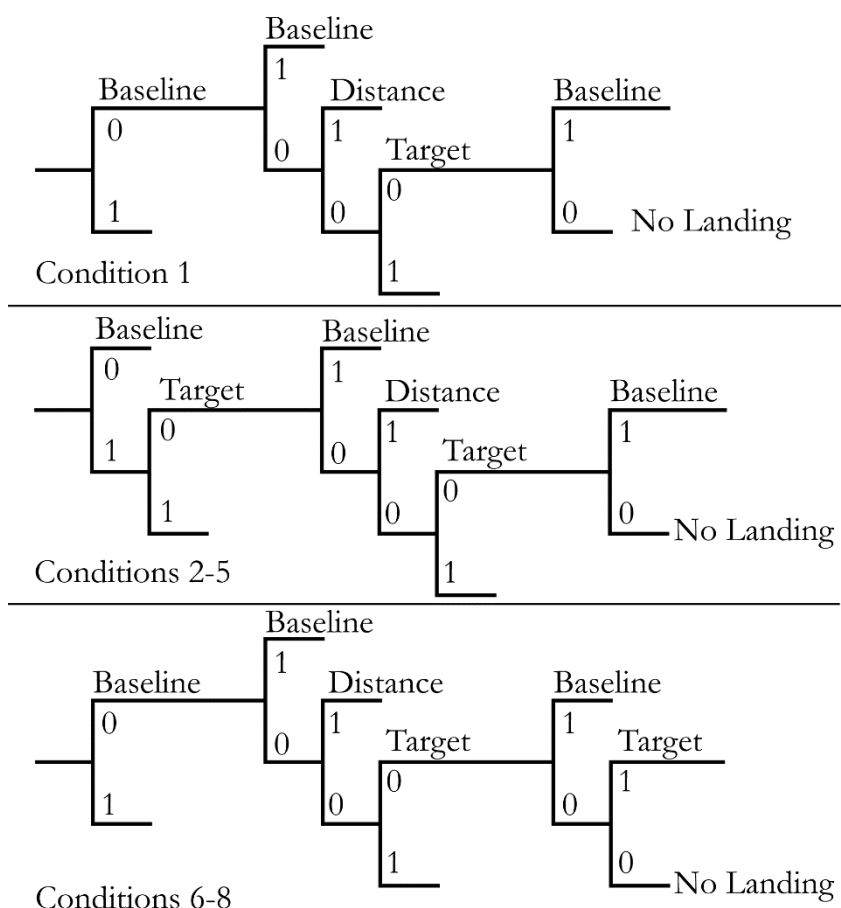 Baseline
1
Baseline Distance Baseline
0 1 1
0 Target
0
1 0 0 No Landing
1
Condition 1
Baseline Baseline
0 1
Target Distance Baseline
0 1 1
1 0 Target
0
1 0 0 No Landing
1
Conditions 2-5
Baseline
1
Baseline Distance Baseline
0 1 1
0 Target Target
0 1
1 0 0
1 0 No Landing
Conditions 6-8